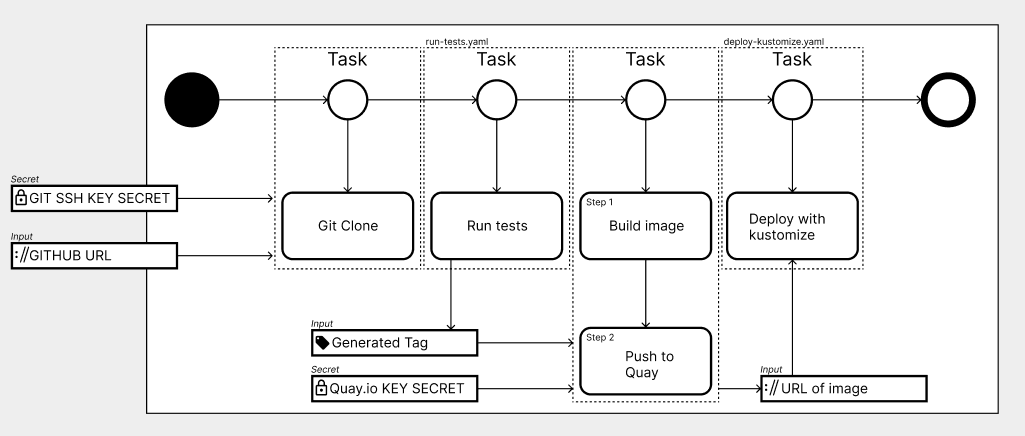 run-tests.yaml
deploy-kustomize.yaml
Task
Task
Task
Task
Secret
GIT SSH KEY SECRET
Input
://GITHUB URL
Git Clone
Run tests
Step 1
Build image
Deploy with
kustomize
Input
Generated Tag
Secret
Quay.io KEY SECRET
Step 2
Push to
Quay
Input
://URL of image